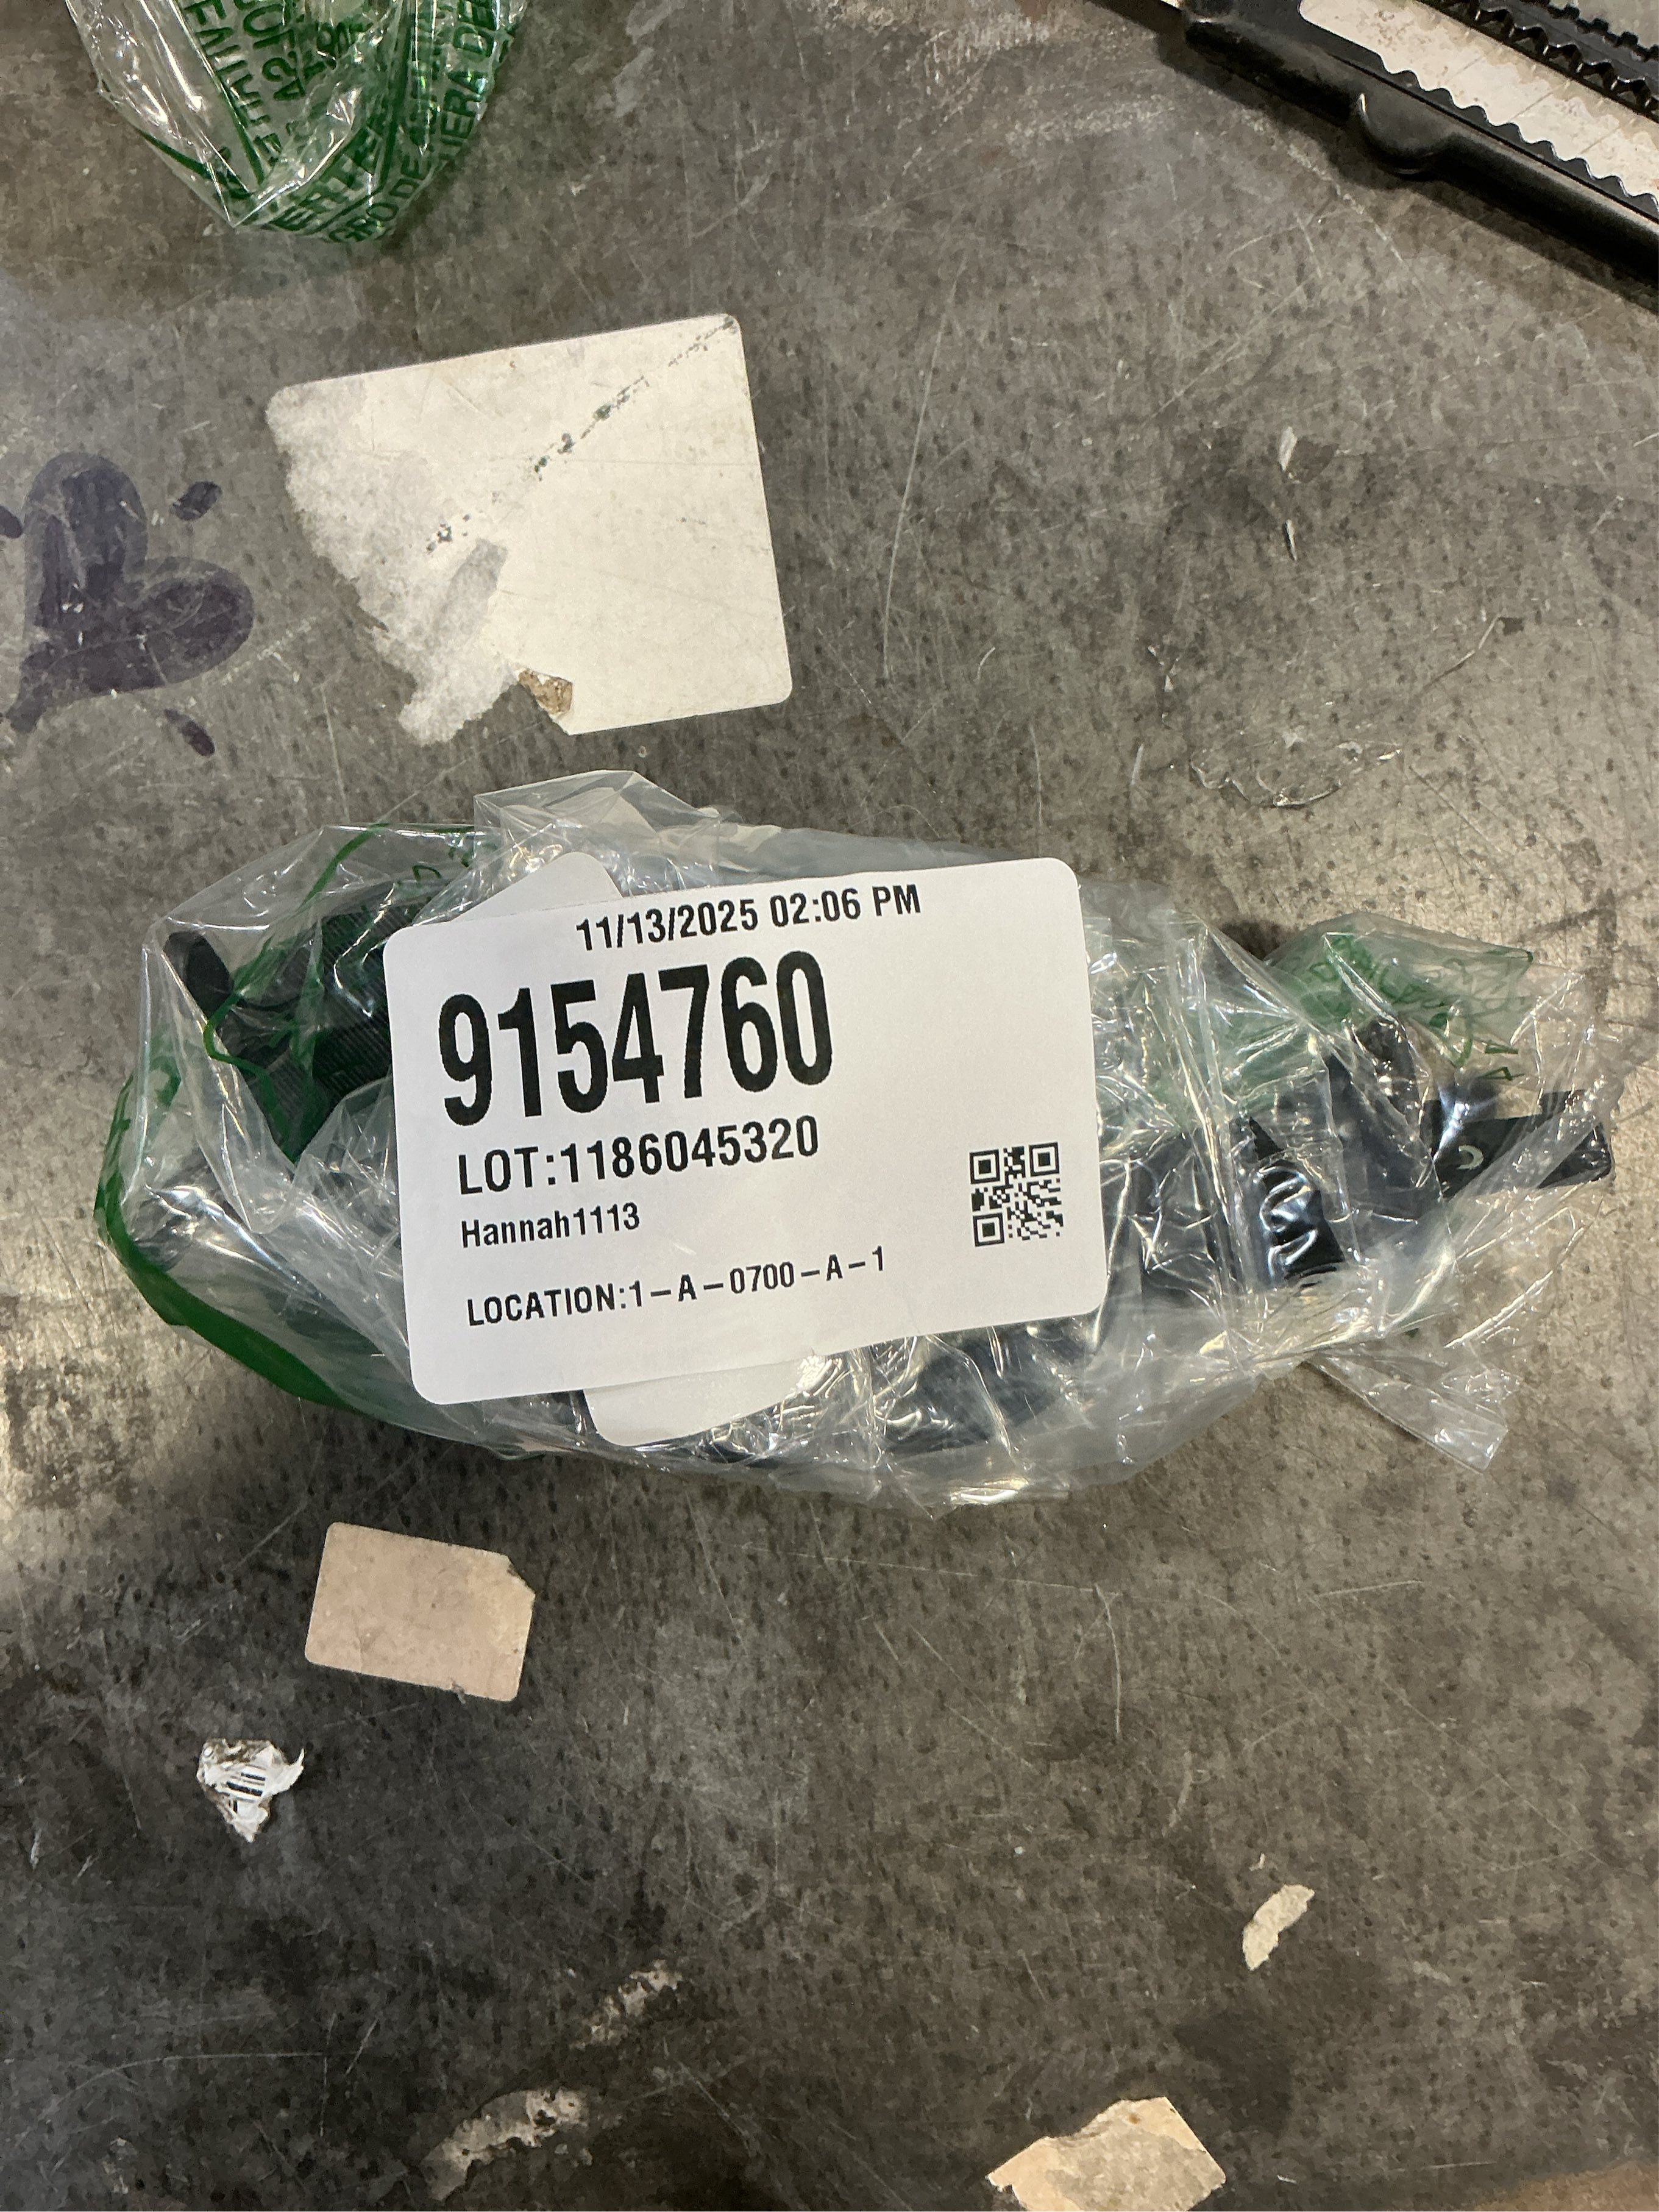 11/13/2025 02:06 PM
9154760
LOT:1186045320
Hannah1113
LOCATION:1-A-0700-A-1